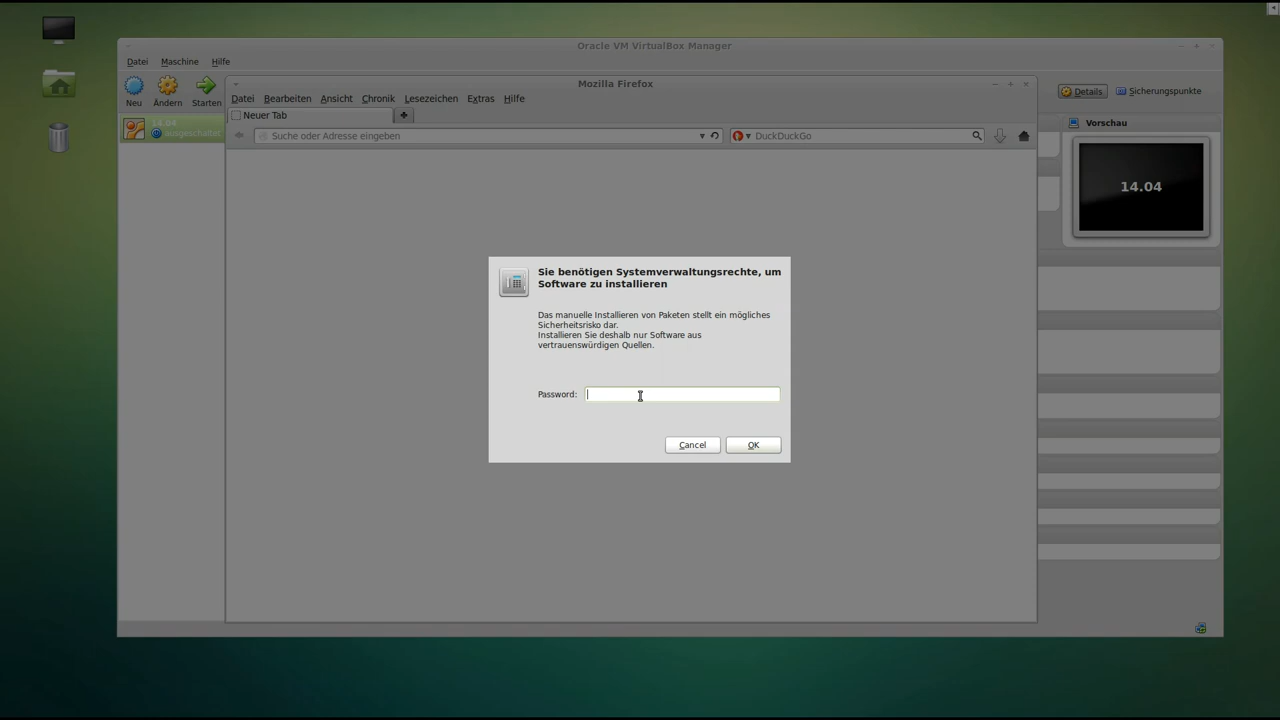 Oracle VM VirtualBox Manager
Datei Maschine Hilfe
Neu Ändern Starten
Details Sicherungspunkte
14.04
ausgeschaltet
Vorschau
14.04
Mozilla Firefox
Datei Bearbeiten Ansicht Chronik Lesezeichen Extras Hilfe
Neuer Tab
Suche oder Adresse eingeben
DuckDuckGo
Sie benötigen Systemverwaltungsrechte, um
Software zu installieren
Das manuelle Installieren von Paketen stellt ein mögliches
Sicherheitsrisiko dar.
Installieren Sie deshalb nur Software aus
vertrauenswürdigen Quellen.
Password:
Cancel OK